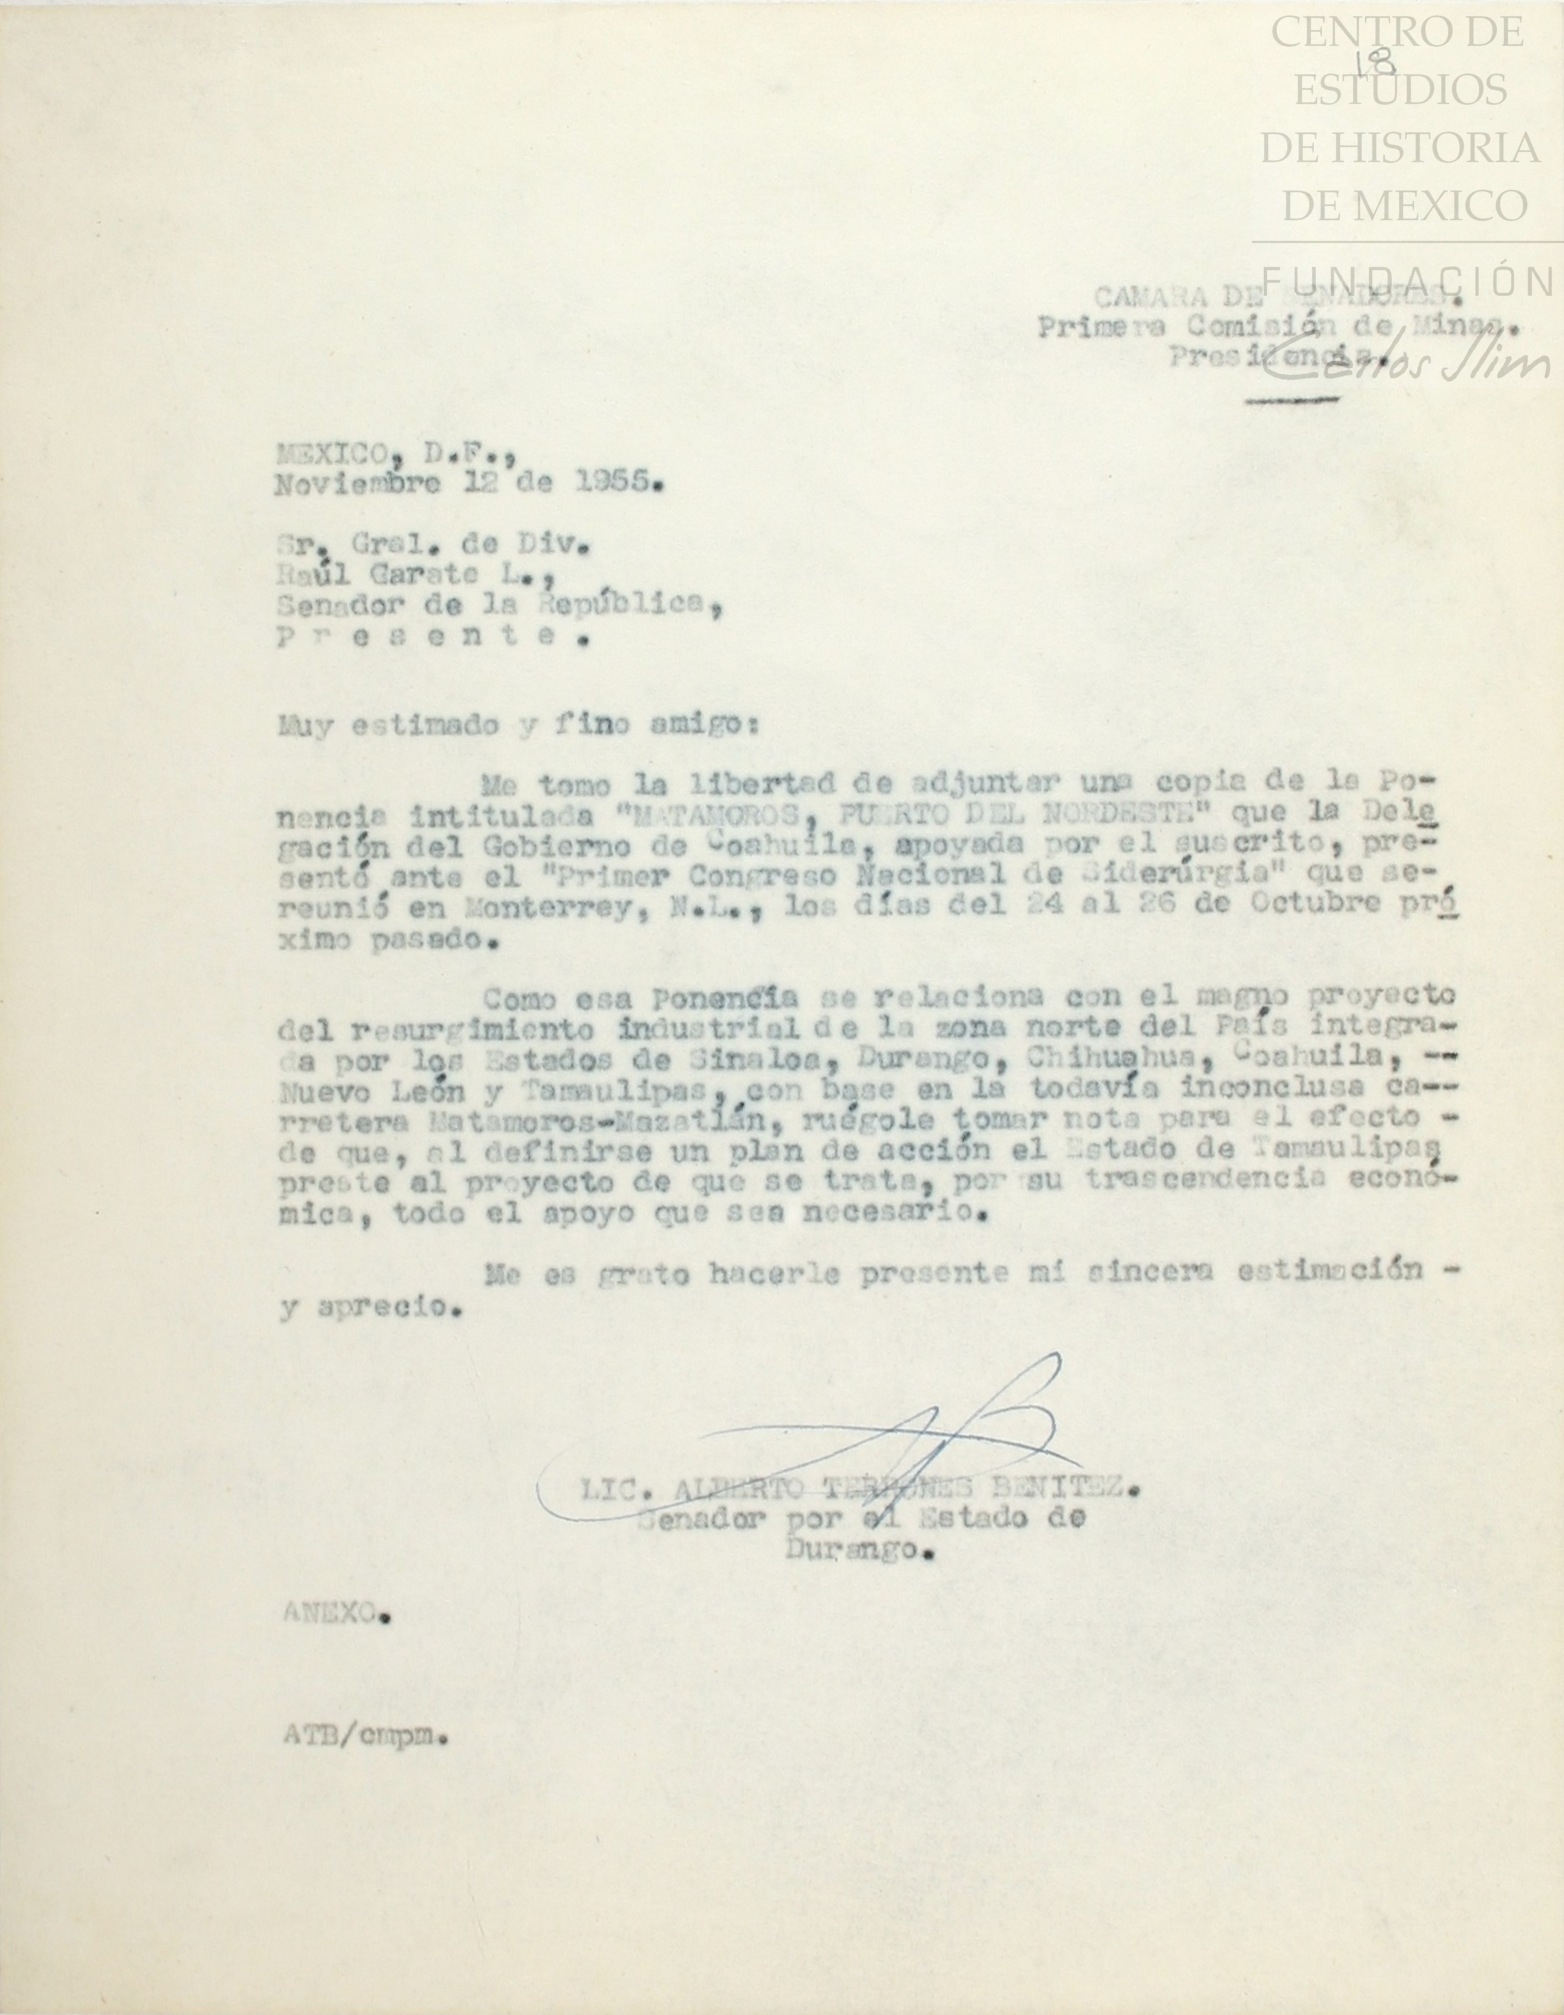 CENTRO DE
18
ESTUDIOS
DE HISTORIA
DE MEXICO
FUNDACIÓN
Carlos Slim
CAMARA DE SENADORES.
Primera Comisión de Minas.
Presidencia.
MEXICO, D.F.,
Noviembre 12 de 1955.
Sr. Gral. de Div.
Raúl Garate L.,
Senador de la República,
P r e s e n t e .
Muy estimado y fino amigo:
Me tomo la libertad de adjuntar una copia de la Po-
nencia intitulada "MATAMOROS, PUERTO DEL NORDESTE" que la Dele
gación del Gobierno de Coahuila, apoyada por el suscrito, pre-
sentó ante el "Primer Congreso Nacional de Siderúrgia" que se-
reunió en Monterrey, N.L., los días del 24 al 26 de Octubre pró
ximo pasado.
Como esa Ponencía se relaciona con el magno proyecto
del resurgimiento industrial de la zona norte del País integra-
da por los Estados de Sinaloa, Durango, Chihuahua, Coahuila, --
Nuevo León y Tamaulipas, con base en la todavía inconclusa ca--
rretera Matamoros-Mazatlán, ruégole tomar nota para el efecto -
de que, al definirse un plan de acción el Estado de Tamaulipas
preste al proyecto de que se trata, por su trascendencia econó-
mica, todo el apoyo que sea necesario.
Me es grato hacerle presente mi sincera estimación -
y aprecio.
LIC. ALBERTO TERRONES BENITEZ.
Senador por el Estado de
Durango.
ANEXO.
ATB/cmpm.